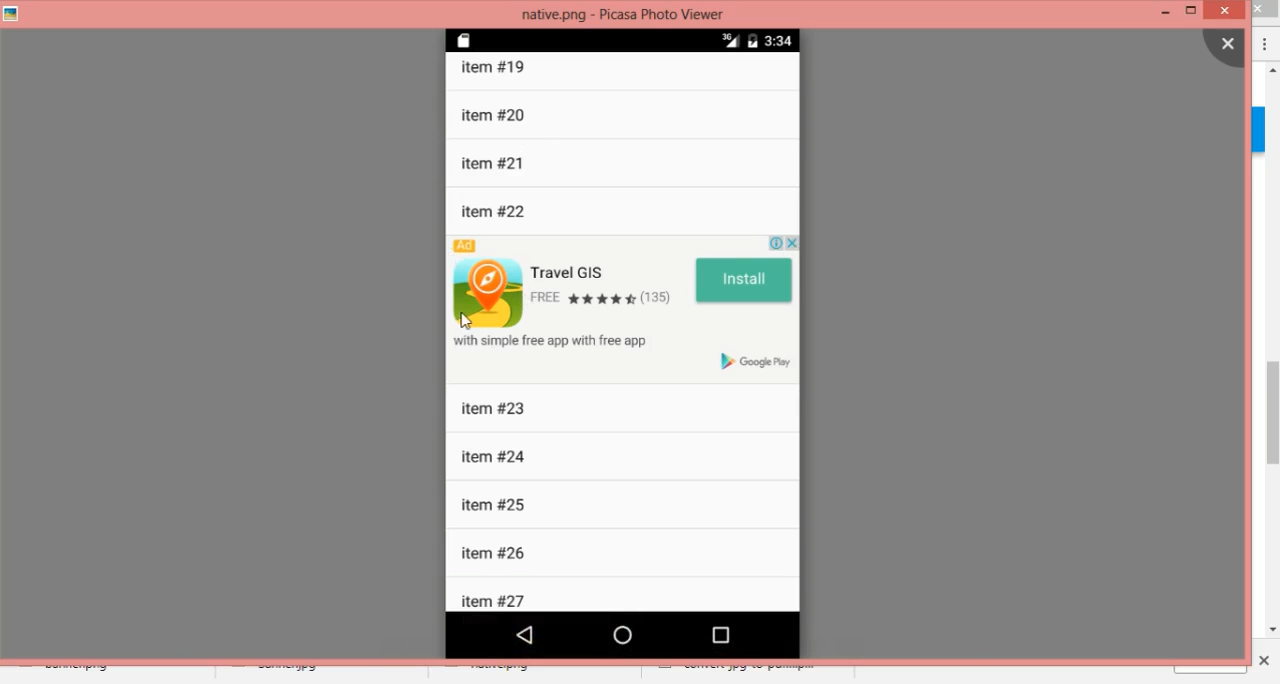 native.png - Picasa Photo Viewer
3G 3:34
item #19
item #20
item #21
item #22
Ad
Travel GIS
FREE (135)
Install
with simple free app with free app
Google Play
item #23
item #24
item #25
item #26
item #27